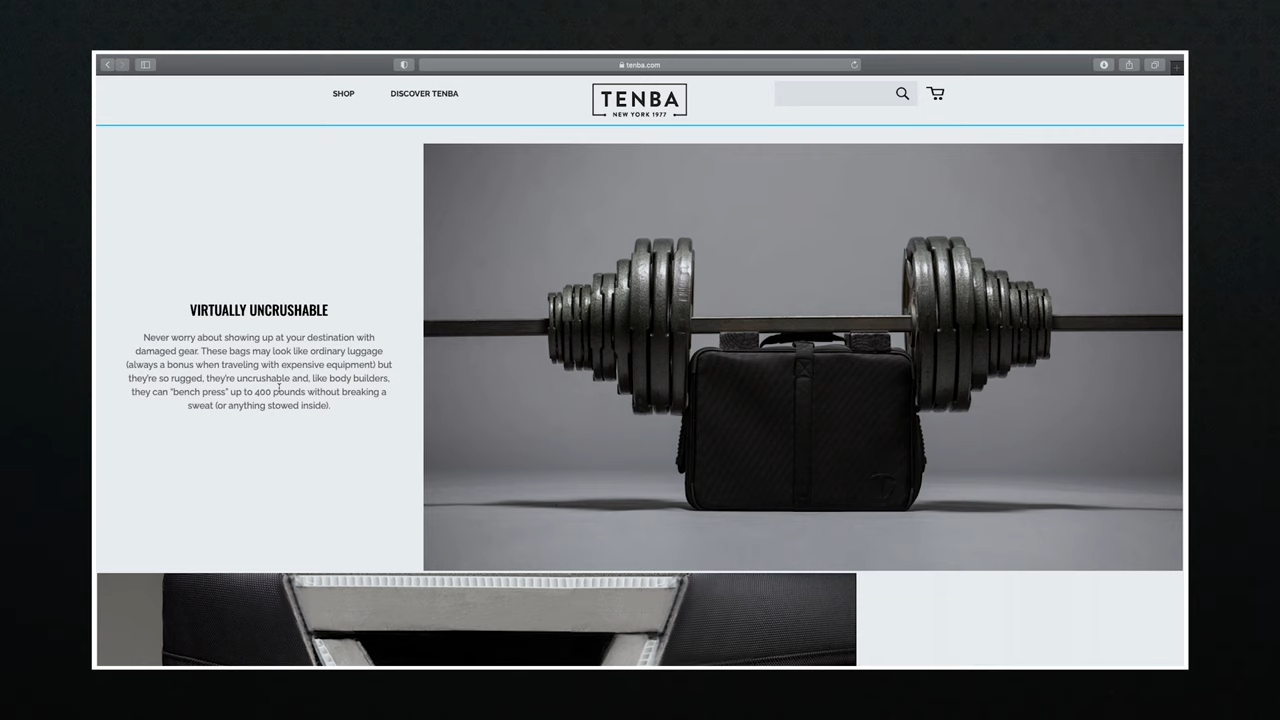 tenba.com
SHOP
DISCOVER TENBA
TENBA
NEW YORK 1977
VIRTUALLY UNCRUSHABLE
Never worry about showing up at your destination with
damaged gear. These bags may look like ordinary luggage
(always a bonus when traveling with expensive equipment) but
they're so rugged, they're uncrushable and, like body builders,
they can "bench press" up to 400 pounds without breaking a
sweat (or anything stowed inside).